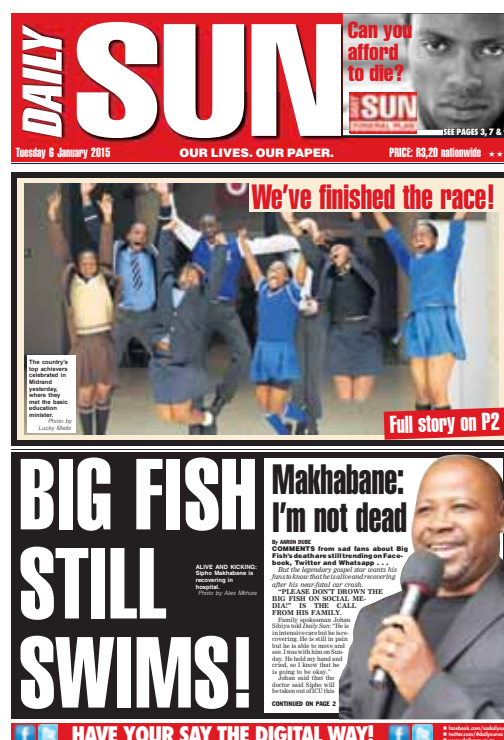 DAILY
SUN
Can you
afford
to die?
DAILY
SUN
FUNERAL PLAN
SEE PAGES 3, 7 &
Tuesday 6 January 2015
OUR LIVES. OUR PAPER.
PRICE: R3,20 nationwide
We've finished the race!
The country's
top achievers
celebrated in
Midrand
yesterday,
where they
met the basic
education
minister.
Photo by
Lucky Maibi
Full story on P2
BIG FISH
STILL
SWIMS!
ALIVE AND KICKING:
Sipho Makhabane is
recovering in
hospital.
Photo by Alex Mkhize
Makhabane:
I'm not dead
By AARON DUBE
COMMENTS from sad fans about Big
Fish's death are still trending on Face-
book, Twitter and Whatsapp . . .
But the legendary gospel star wants his
fans to know that he is alive and recovering
after his near-fatal car crash.
"PLEASE DON'T DROWN THE
BIG FISH ON SOCIAL ME-
DIA!" IS THE CALL
FROM HIS FAMILY.
Family spokesman Johan
Sibiya told Daily Sun: "He is
in intensive care but he is re-
covering. He is still in pain
but he is able to move and
see. I was with him on Sun-
day. He held my hand and
cried, so I know that he
is going to be okay."
Johan said that the
doctor said Sipho will
be taken out of ICU this
CONTINUED ON PAGE 2
HAVE YOUR SAY THE DIGITAL WAY!